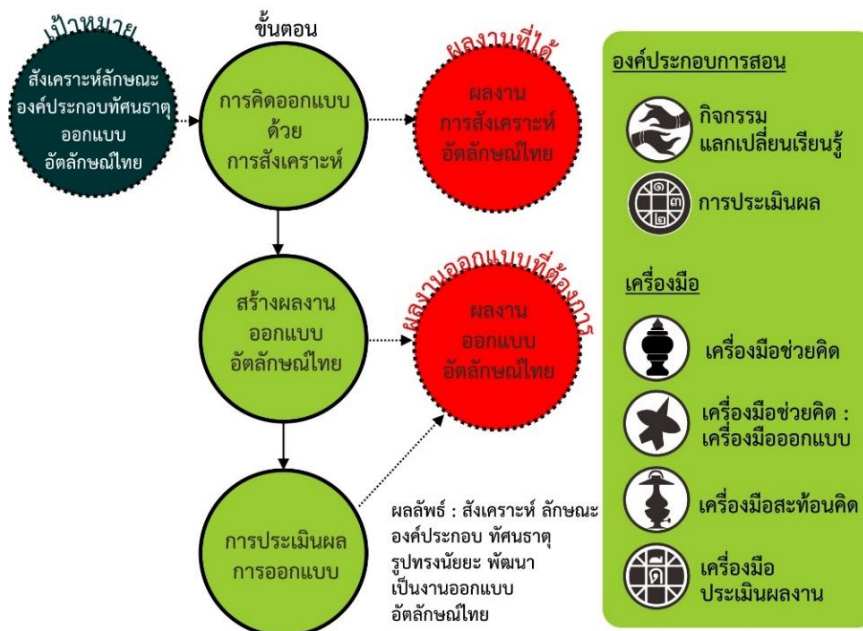 เป้าหมาย
สังเคราะห์ลักษณะ
องค์ประกอบทัศนธาตุ
ออกแบบ
อัตลักษณ์ไทย
ขั้นตอน
การคิดออกแบบ
ด้วย
การสังเคราะห์
ผลงานที่ได้
ผลงาน
การสังเคราะห์
อัตลักษณ์ไทย
สร้างผลงาน
ออกแบบ
อัตลักษณ์ไทย
ผลงานออกแบบที่ต้องการ
ผลงาน
ออกแบบ
อัตลักษณ์ไทย
การประเมินผล
การออกแบบ
ผลลัพธ์ : สังเคราะห์ ลักษณะ
องค์ประกอบ ทัศนธาตุ
รูปทรงนัยยะ พัฒนา
เป็นงานออกแบบ
อัตลักษณ์ไทย
องค์ประกอบการสอน
กิจกรรม
แลกเปลี่ยนเรียนรู้
๑
๓
๒
การประเมินผล
เครื่องมือ
เครื่องมือช่วยคิด
เครื่องมือช่วยคิด :
เครื่องมือออกแบบ
เครื่องมือสะท้อนคิด
ดี
เครื่องมือ
ประเมินผลงาน